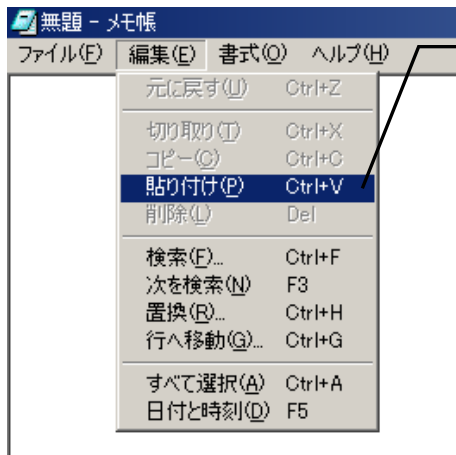 無題 - メモ帳
ファイル(F) 編集(E) 書式(O) ヘルプ(H)
元に戻す(U) Ctrl+Z
切り取り(T) Ctrl+X
コピー(C) Ctrl+C
貼り付け(P) Ctrl+V
削除(L) Del
検索(F)... Ctrl+F
次を検索(N) F3
置換(R)... Ctrl+H
行へ移動(G)... Ctrl+G
すべて選択(A) Ctrl+A
日付と時刻(D) F5